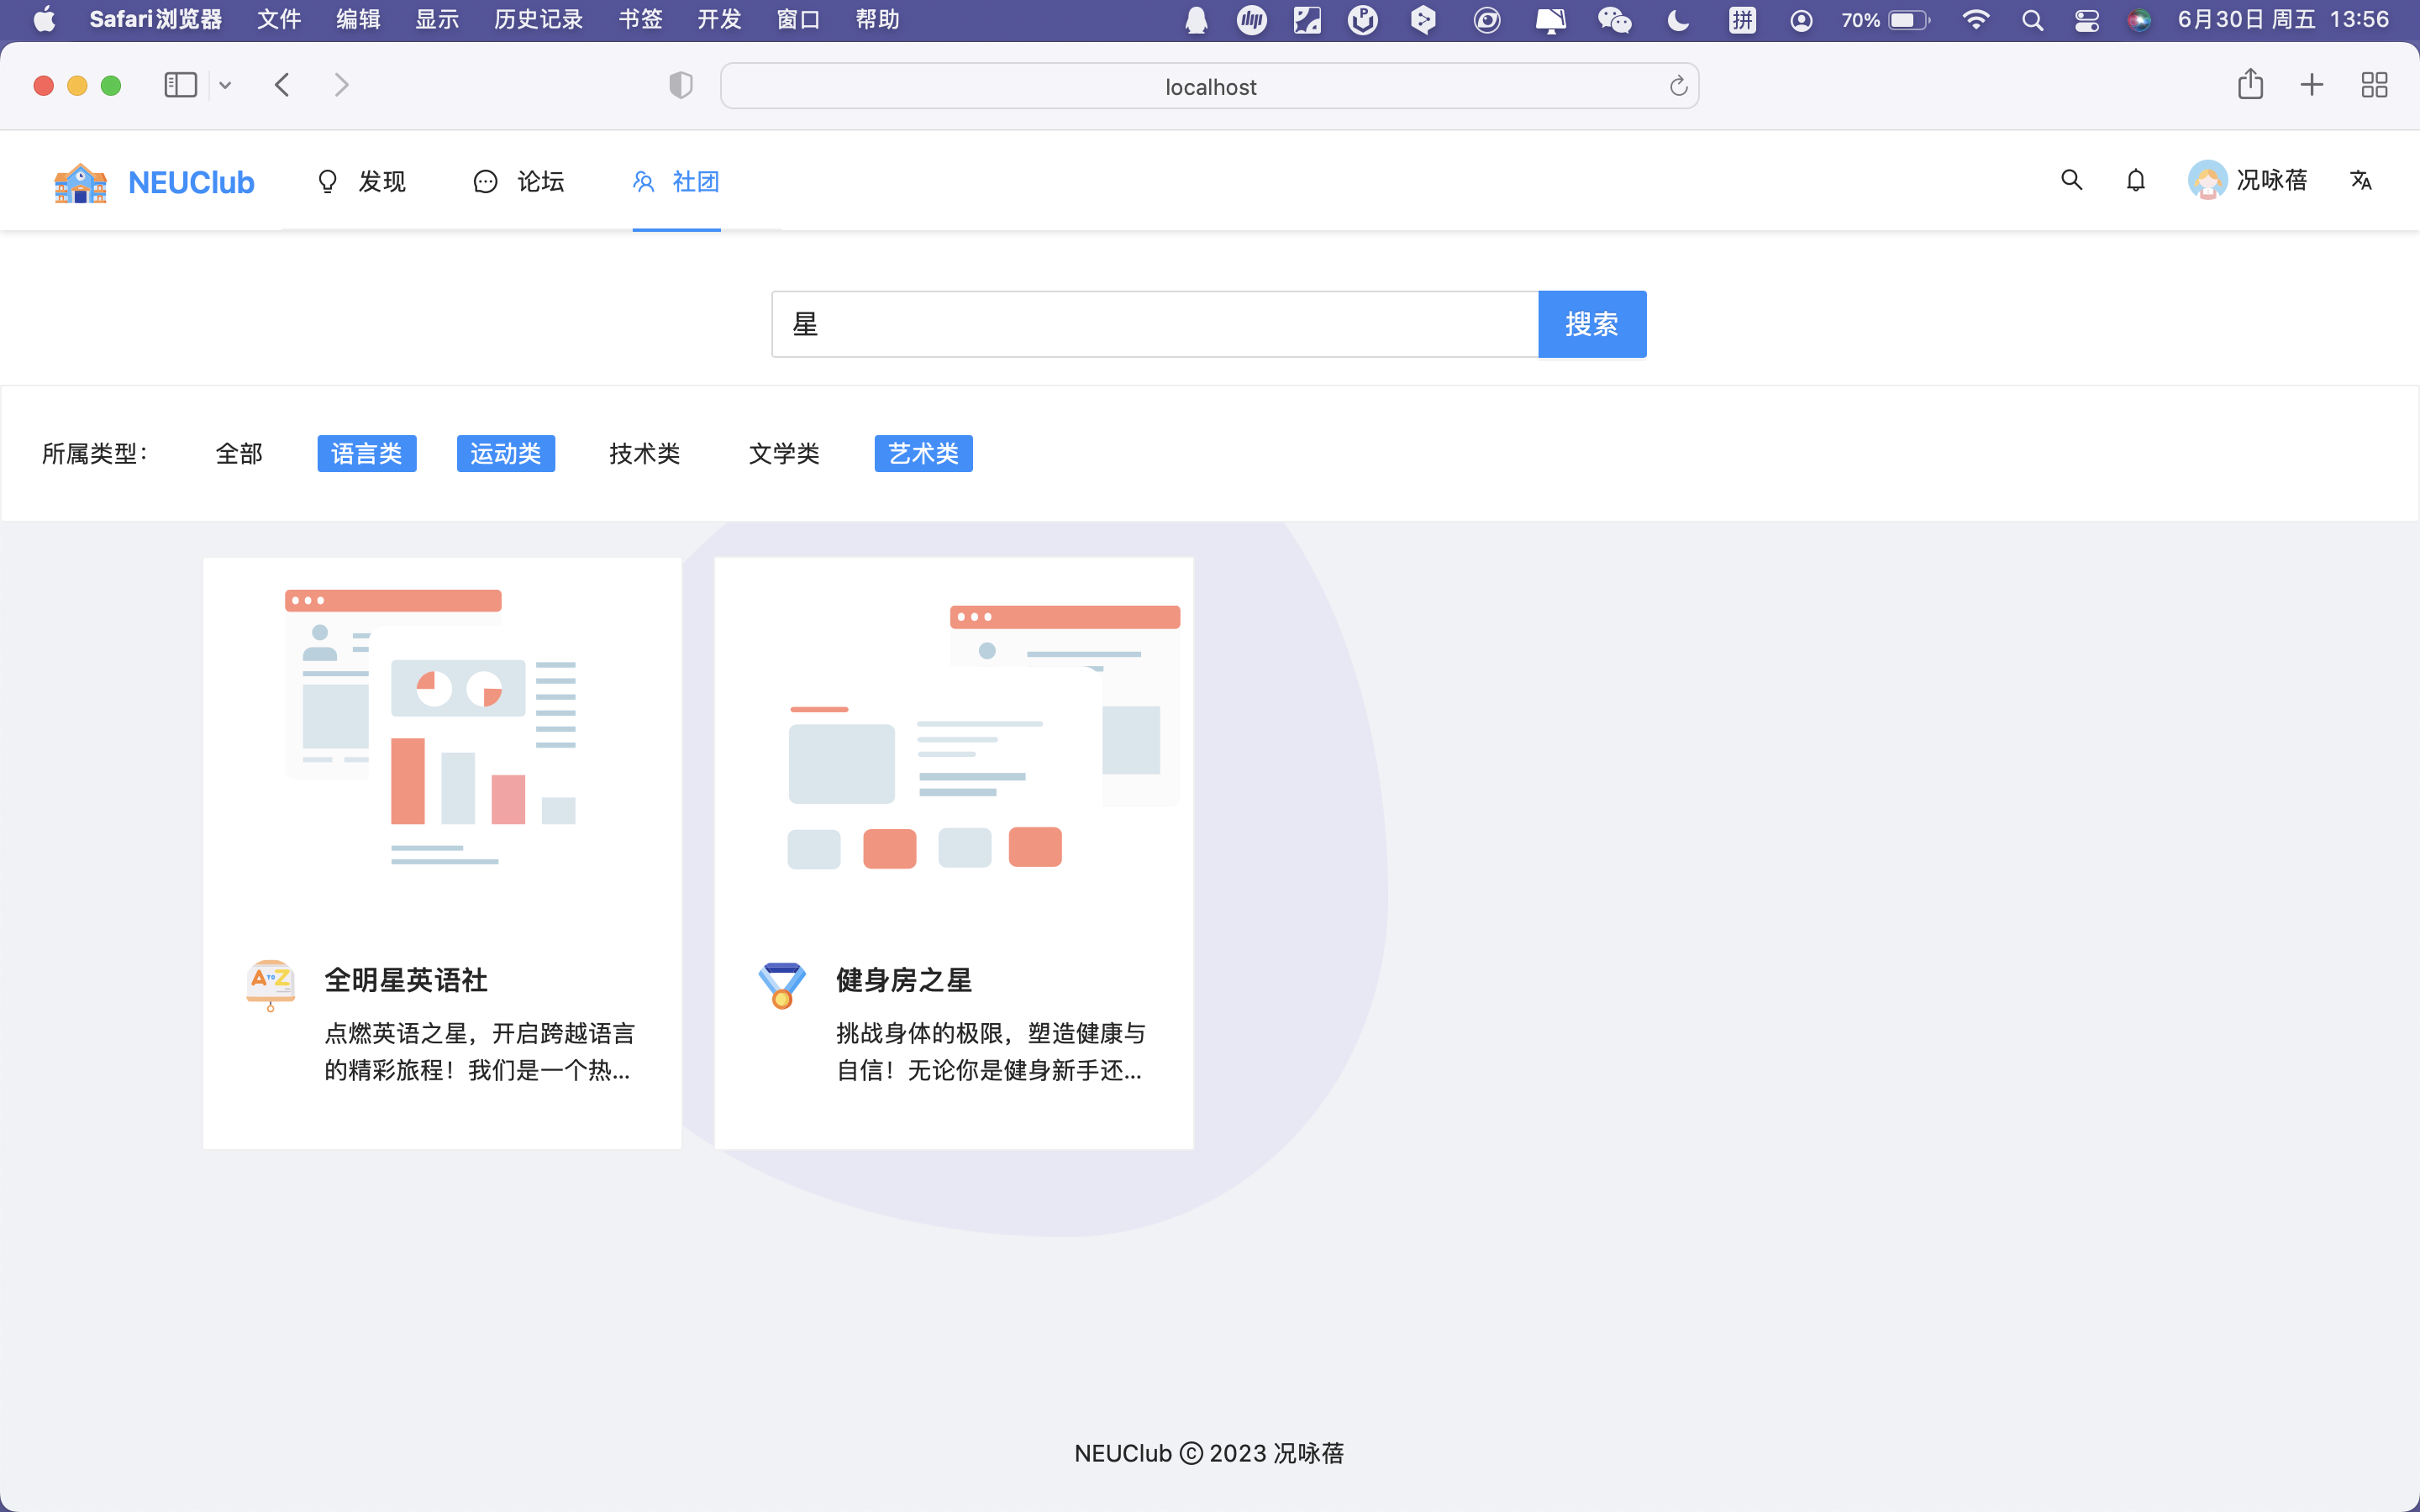 Safari浏览器 文件 编辑 显示 历史记录 书签 开发 窗口 帮助 拼 70% 6月30日 周五 13:56
localhost
NEUClub 发现 论坛 社团 况咏蓓
星 搜索
所属类型: 全部 语言类 运动类 技术类 文学类 艺术类
A TO Z
全明星英语社
点燃英语之星，开启跨越语言
的精彩旅程！我们是一个热...
健身房之星
挑战身体的极限，塑造健康与
自信！无论你是健身新手还...
NEUClub © 2023 况咏蓓